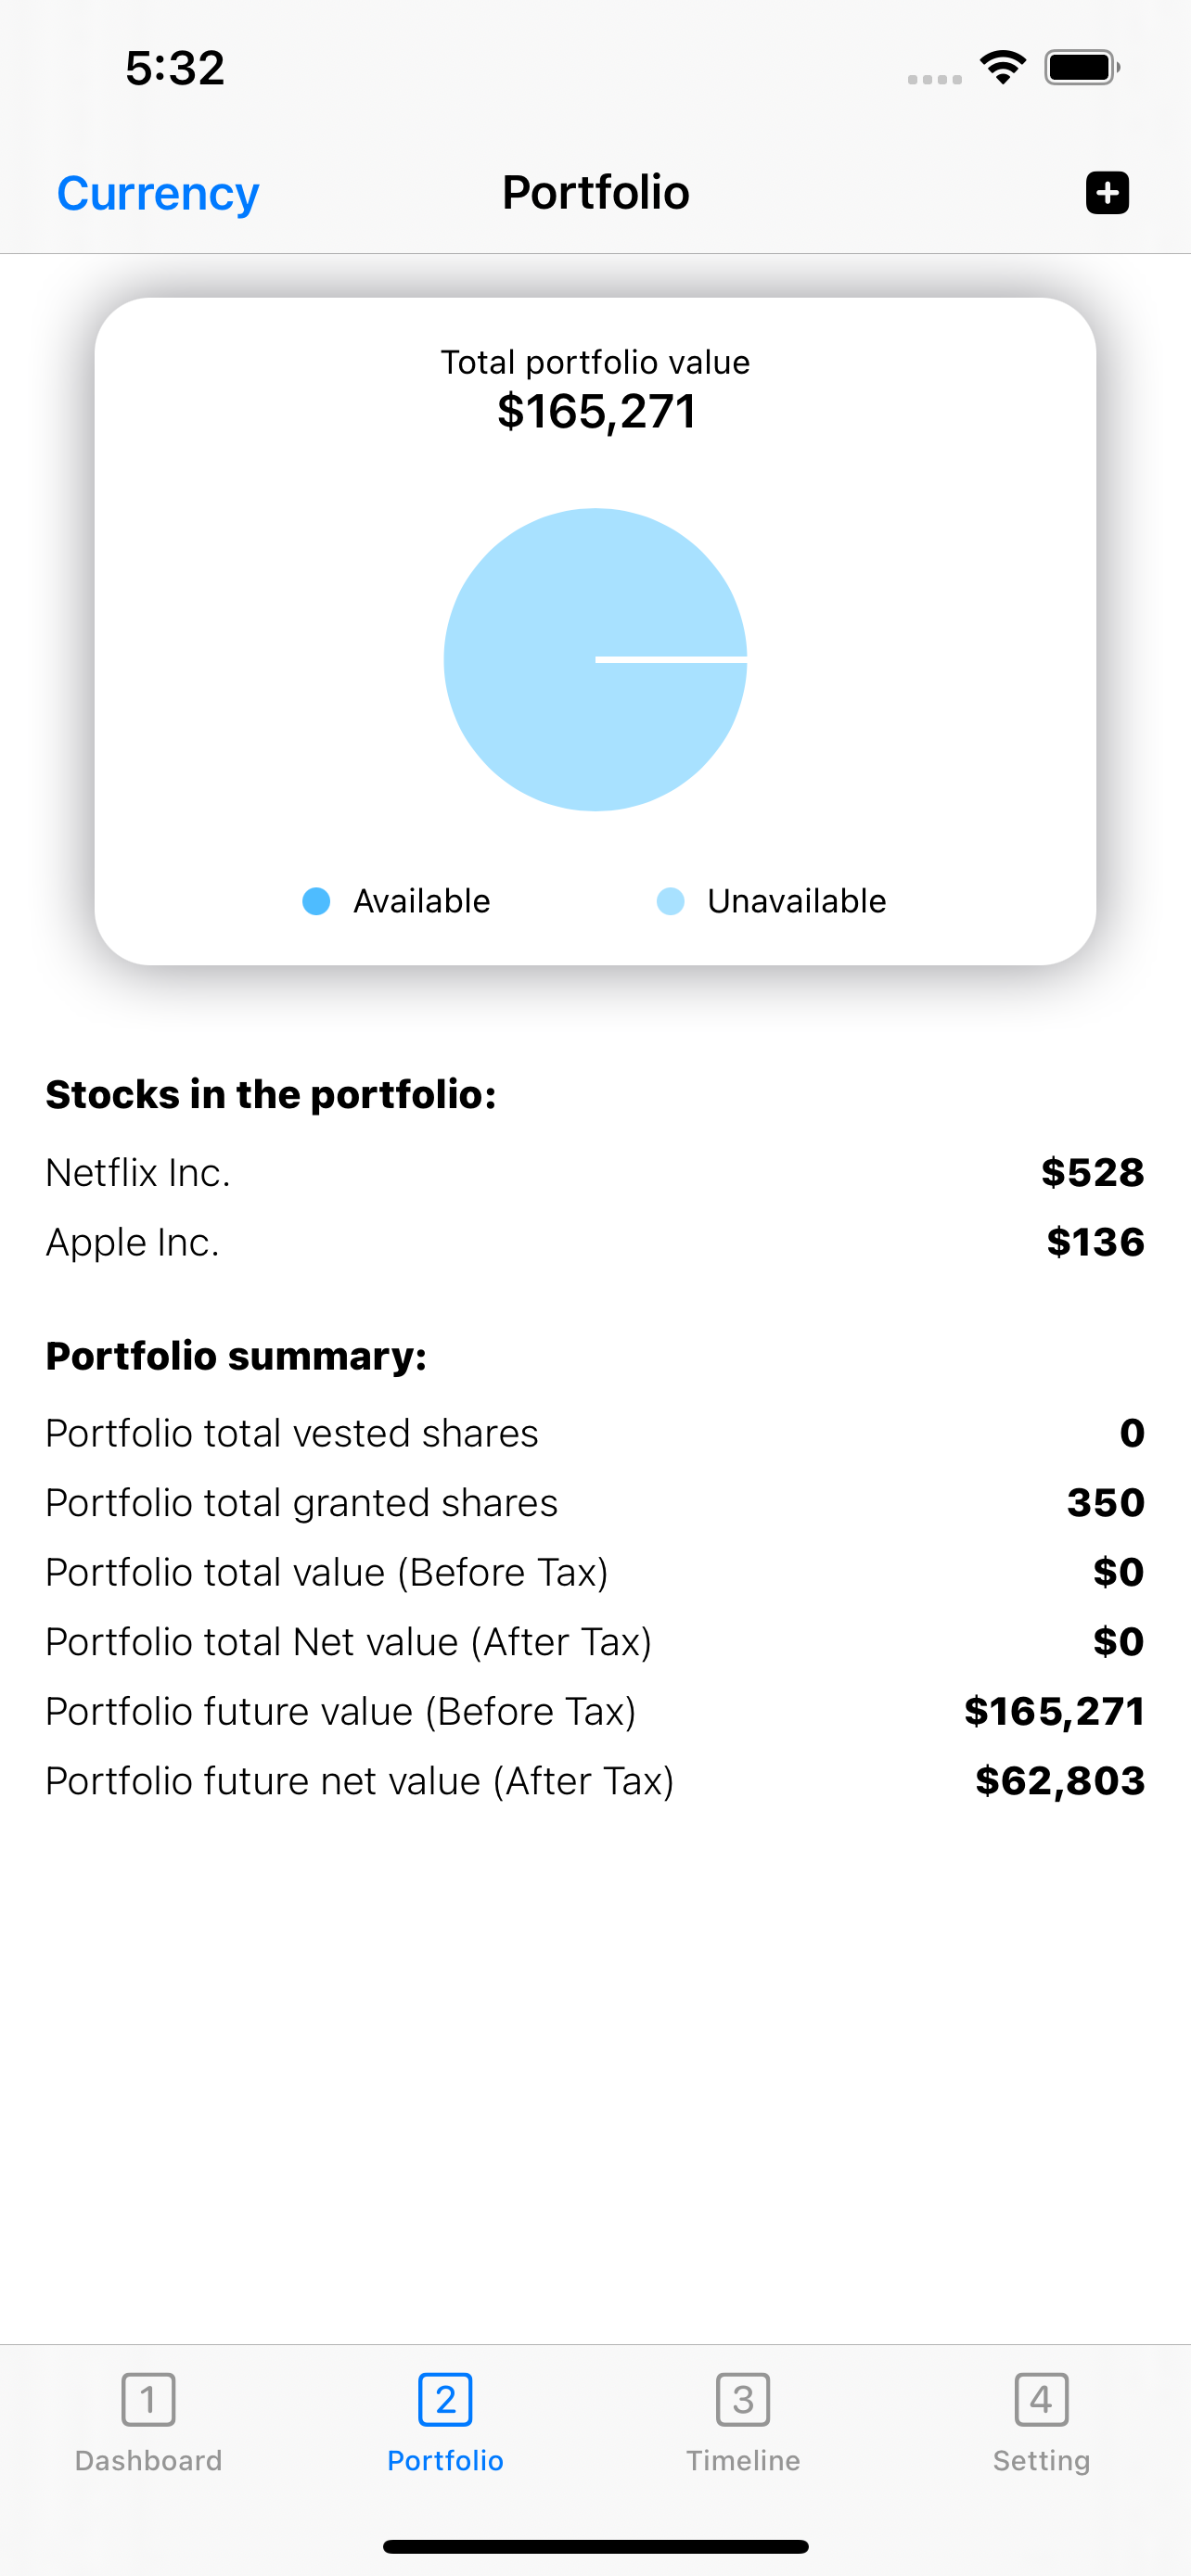 5:32
Currency
Portfolio
Total portfolio value
$165,271
Available
Unavailable
Stocks in the portfolio:
Netflix Inc. $528
Apple Inc. $136
Portfolio summary:
Portfolio total vested shares 0
Portfolio total granted shares 350
Portfolio total value (Before Tax) $0
Portfolio total Net value (After Tax) $0
Portfolio future value (Before Tax) $165,271
Portfolio future net value (After Tax) $62,803
1 2 3 4
Dashboard Portfolio Timeline Setting